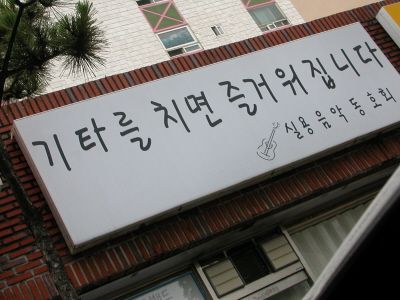 기타를 치면 즐거워집니다
실용음악 동호회